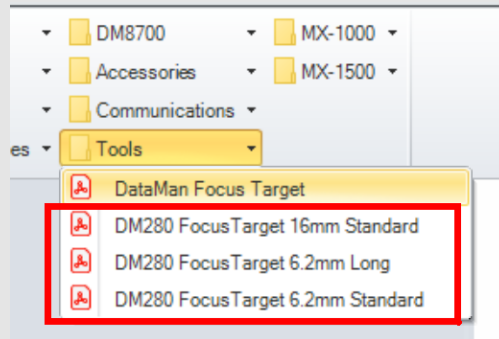 DM8700 MX-1000
Accessories MX-1500
Communications
es Tools
DataMan Focus Target
DM280 FocusTarget 16mm Standard
DM280 FocusTarget 6.2mm Long
DM280 FocusTarget 6.2mm Standard